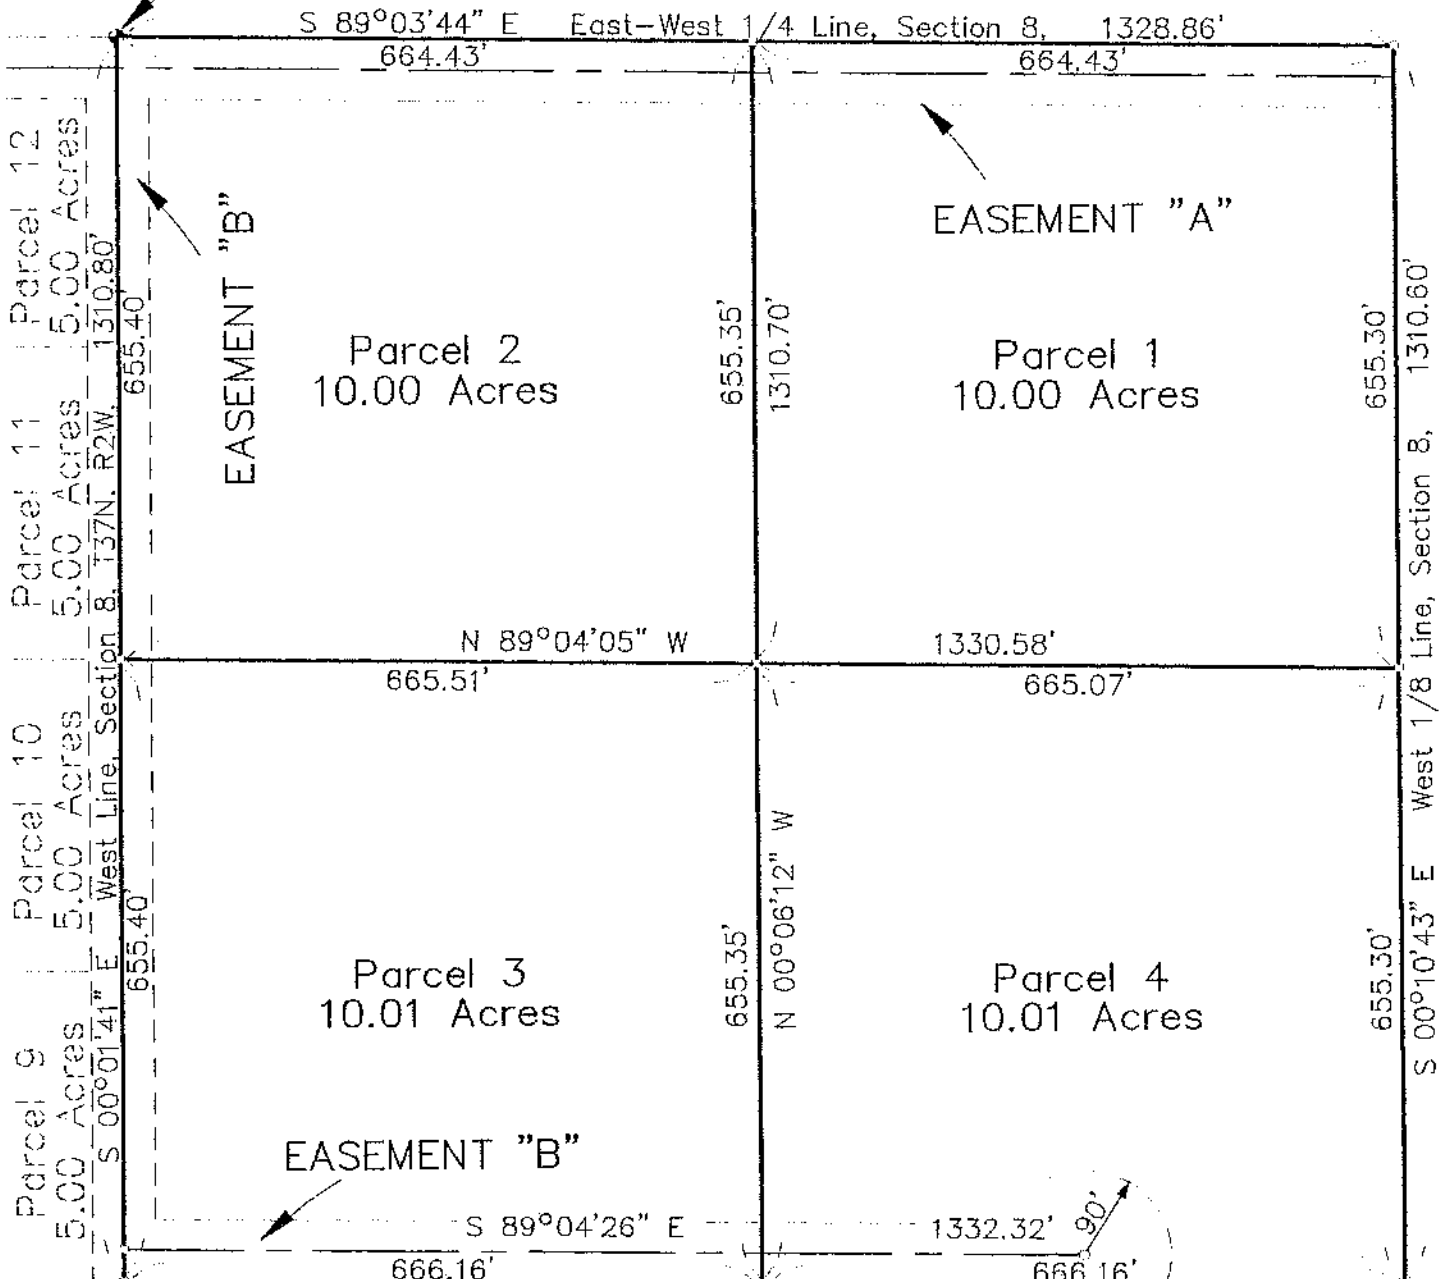 S 89°03'44" E East-West 1/4 Line, Section 8, 1328.86'
664.43'
664.43'
EASEMENT "A"
EASEMENT "B"
Parcel 12
5.00 Acres
1310.80'
655.40'
Parcel 2
10.00 Acres
655.35'
1310.70'
Parcel 1
10.00 Acres
655.30'
1310.60'
Parcel 11
5.00 Acres
S 00°01'41" E West Line, Section 8, T37N, R2W,
N 89°04'05" W
1330.58'
665.51'
665.07'
S 00°10'43" E West 1/8 Line, Section 8,
Parcel 10
5.00 Acres
655.40'
Parcel 3
10.01 Acres
655.35'
N 00°06'12" W
Parcel 4
10.01 Acres
655.30'
Parcel 9
5.00 Acres
EASEMENT "B"
S 89°04'26" E
1332.32'
90'
666.16'
666.16'